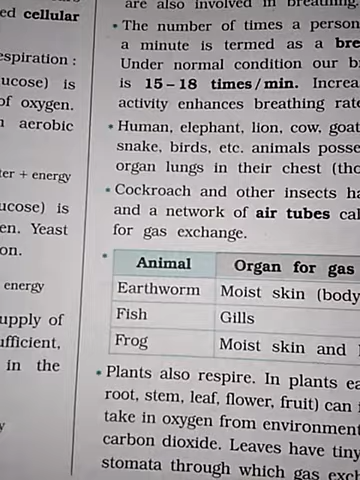 ed cellular
espiration :
ucose) is
of oxygen.
aerobic
ter + energy
ucose) is
en. Yeast
on.
energy
upply of
ufficient,
in the
are also involved in breathing.
• The number of times a person
a minute is termed as a bre
Under normal condition our b
is 15 – 18 times/min. Increa
activity enhances breathing rate
• Human, elephant, lion, cow, goat
snake, birds, etc. animals posse
organ lungs in their chest (tho
• Cockroach and other insects ha
and a network of air tubes cal
for gas exchange.
• Animal Organ for gas
Earthworm Moist skin (body
Fish Gills
Frog Moist skin and
• Plants also respire. In plants ea
root, stem, leaf, flower, fruit) can
take in oxygen from environment
carbon dioxide. Leaves have tiny
stomata through which gas exch